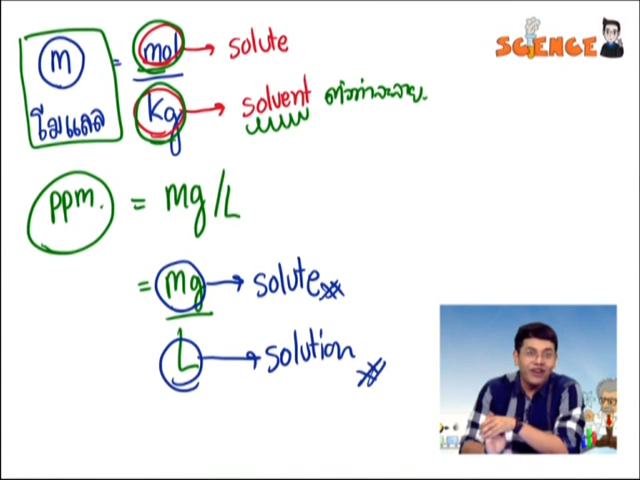 m = mol → solute
โมแลล kg → solvent ตัวทำละลาย
ppm. = mg/L
= mg → solute
L → solution
SCIENCE